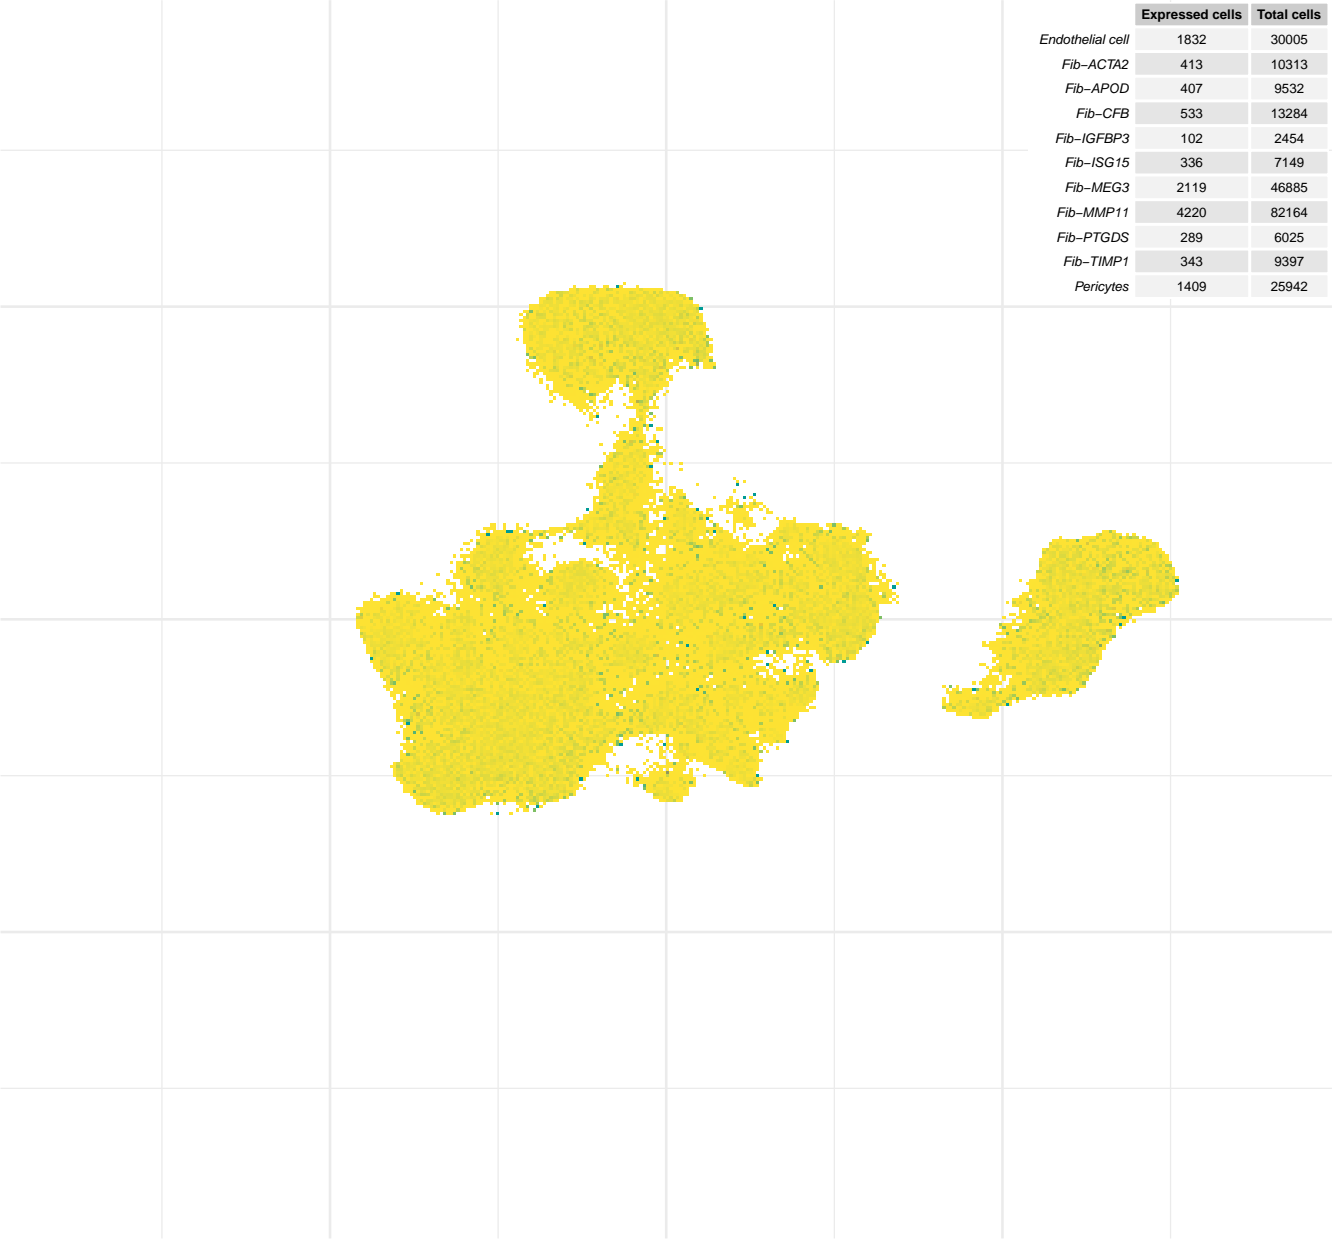 Expressed cells Total cells
Endothelial cell 1832 30005
Fib−ACTA2 413 10313
Fib−APOD 407 9532
Fib−CFB 533 13284
Fib−IGFBP3 102 2454
Fib−ISG15 336 7149
Fib−MEG3 2119 46885
Fib−MMP11 4220 82164
Fib−PTGDS 289 6025
Fib−TIMP1 343 9397
Pericytes 1409 25942